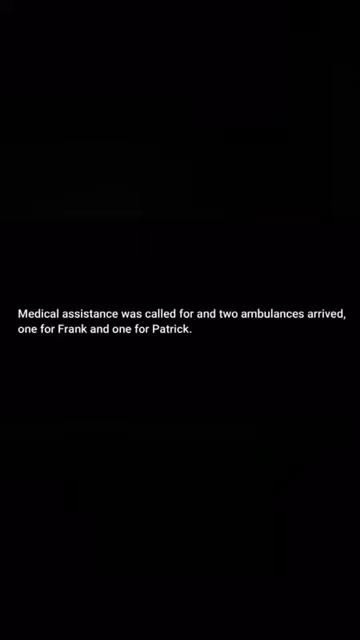 Medical assistance was called for and two ambulances arrived,
one for Frank and one for Patrick.